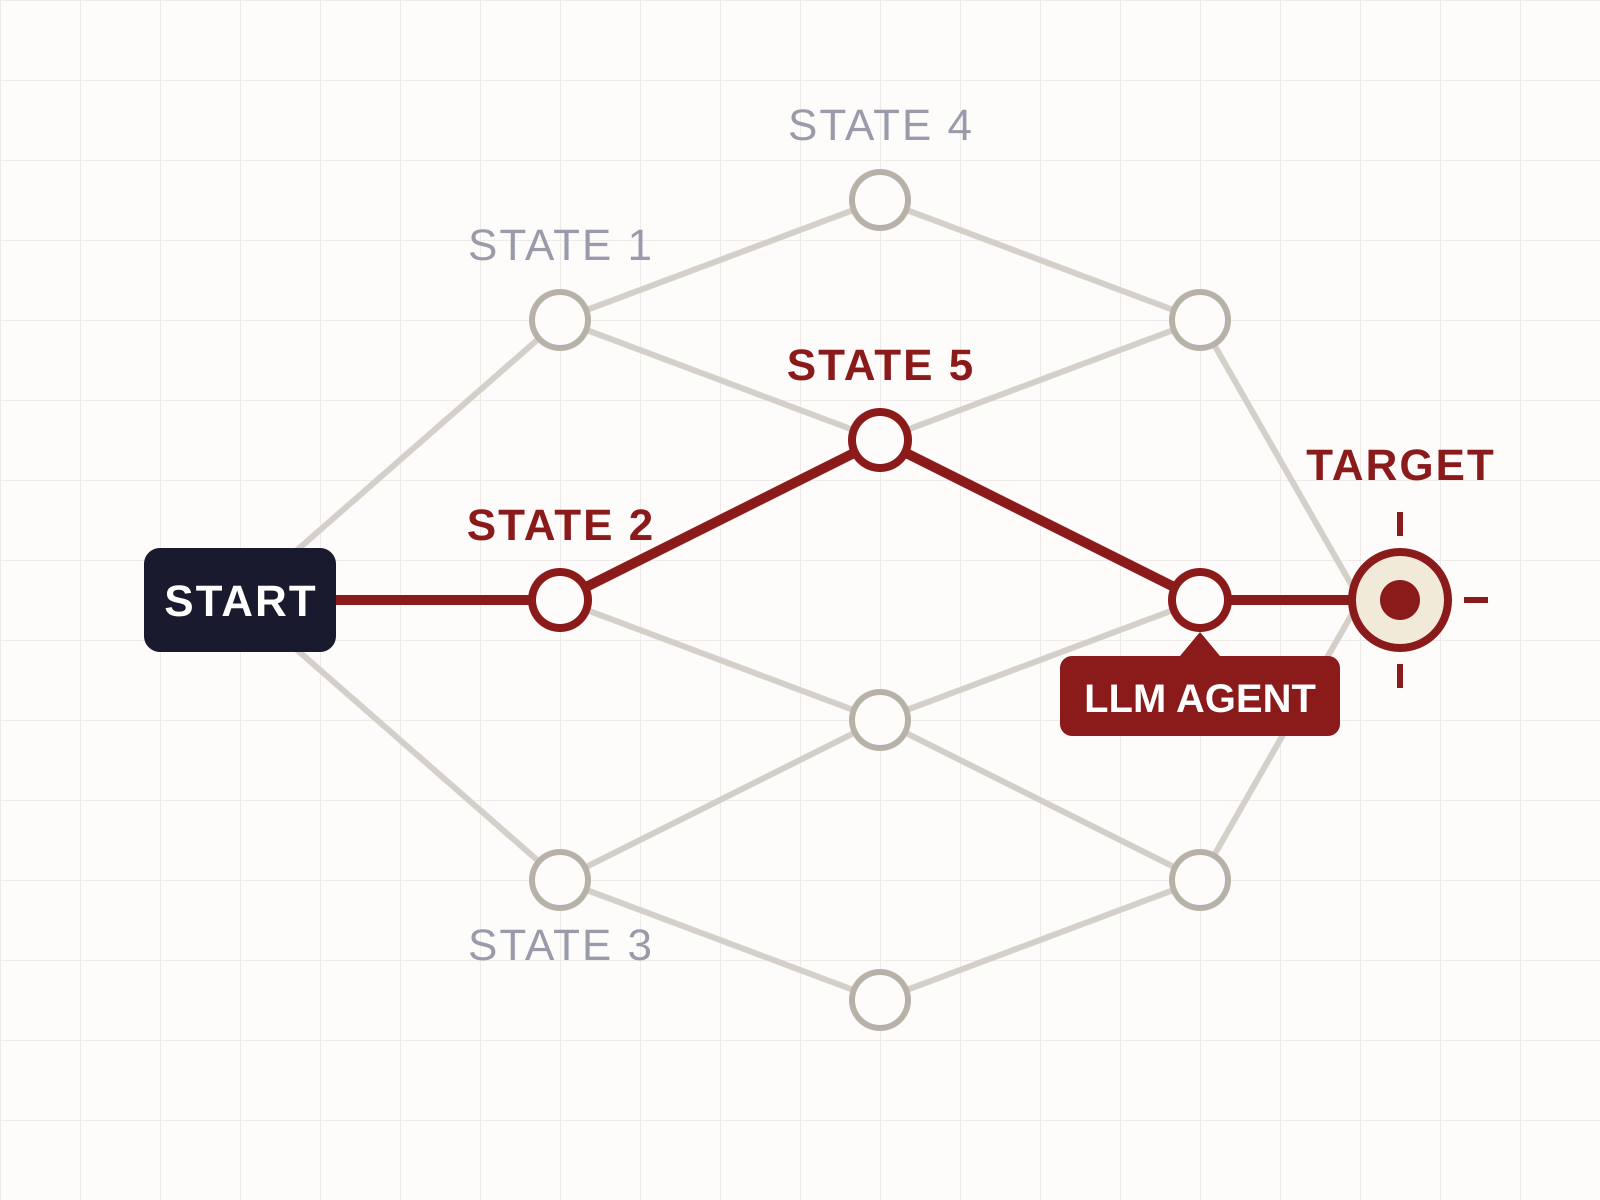 STATE 4
STATE 1
STATE 5
TARGET
STATE 2
START
LLM AGENT
STATE 3